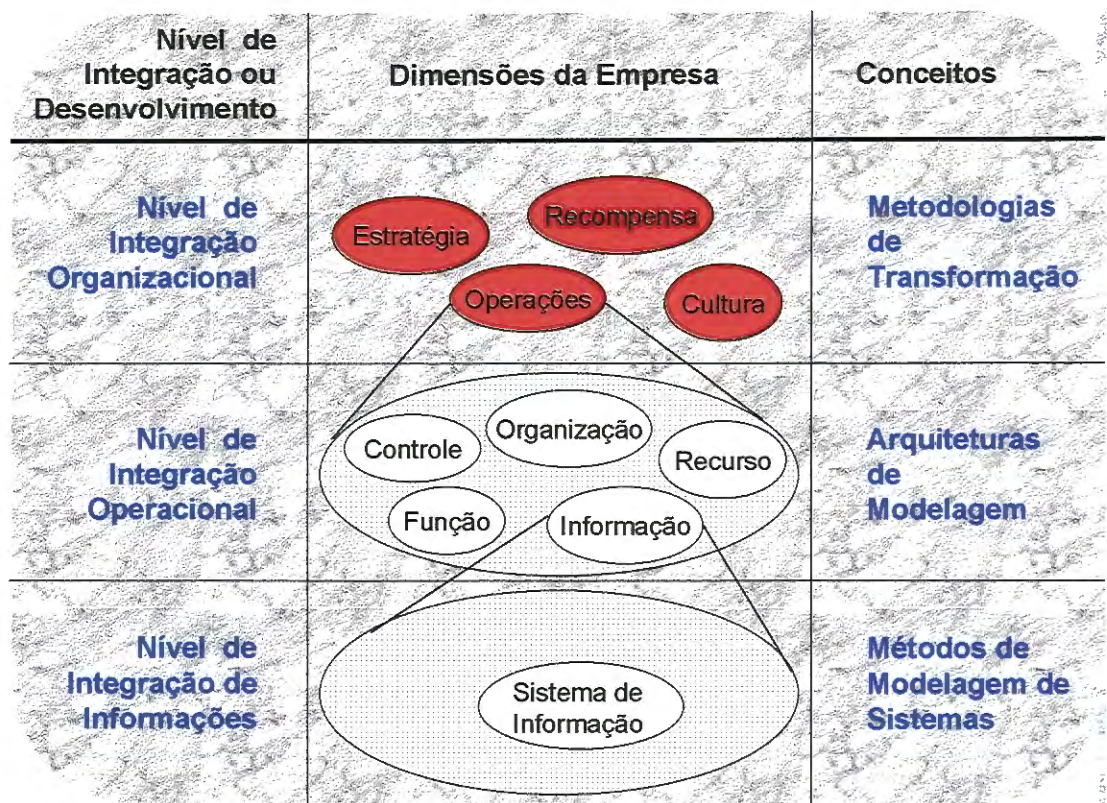 Nível de
Integração ou
Desenvolvimento
Dimensões da Empresa
Conceitos
Nível de
Integração
Organizacional
Estratégia
Recompensa
Operações
Cultura
Metodologias
de
Transformação
Nível de
Integração
Operacional
Controle
Organização
Recurso
Função
Informação
Arquiteturas
de
Modelagem
Nível de
Integração de
Informações
Sistema de
Informação
Métodos de
Modelagem de
Sistemas